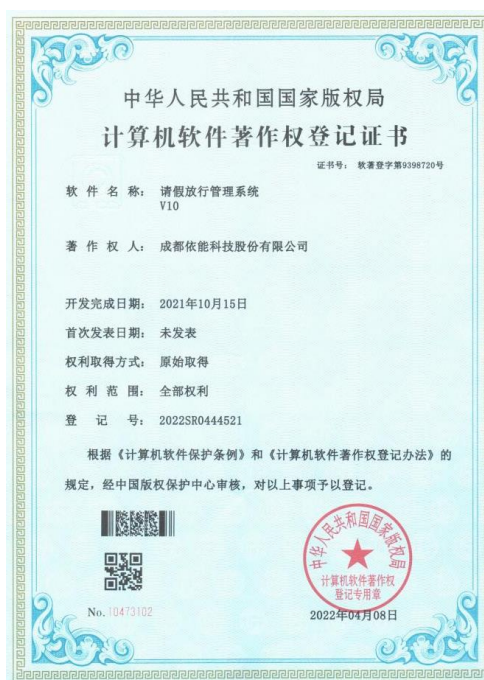 中华人民共和国国家版权局
计算机软件著作权登记证书
证书号： 软著登字第9398720号
软 件 名 称： 请假放行管理系统
V10
著 作 权 人： 成都依能科技股份有限公司
开发完成日期： 2021年10月15日
首次发表日期： 未发表
权利取得方式： 原始取得
权 利 范 围： 全部权利
登 记 号： 2022SR0444521
根据《计算机软件保护条例》和《计算机软件著作权登记办法》的
规定，经中国版权保护中心审核，对以上事项予以登记。
中华人民共和国国家版权局
计算机软件著作权
登记专用章
No. 10473102
2022年04月08日